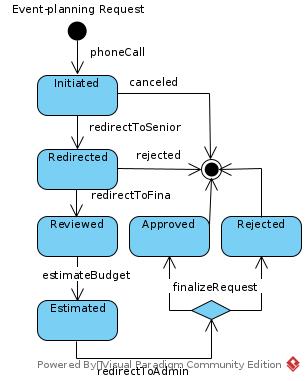 Event-planning Request
phoneCall
Initiated
canceled
redirectToSenior
Redirected
rejected
redirectToFina
Reviewed
Approved
Rejected
estimateBudget
finalizeRequest
Estimated
Powered By Visual Paradigm Community Edition
redirectToAdmin